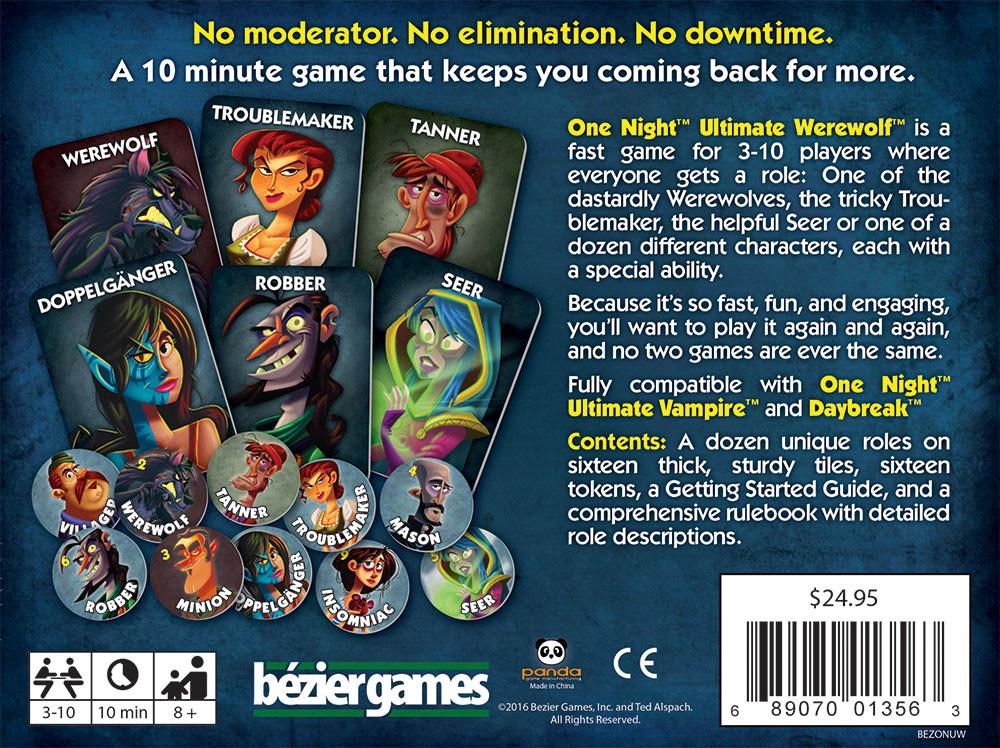 No moderator. No elimination. No downtime.
A 10 minute game that keeps you coming back for more.
WEREWOLF
TROUBLEMAKER
TANNER
DOPPELGÄNGER
ROBBER
SEER
One Night™ Ultimate Werewolf™ is a
fast game for 3-10 players where
everyone gets a role: One of the
dastardly Werewolves, the tricky Trou-
blemaker, the helpful Seer or one of a
dozen different characters, each with
a special ability.
Because it's so fast, fun, and engaging,
you'll want to play it again and again,
and no two games are ever the same.
Fully compatible with One Night™
Ultimate Vampire™ and Daybreak™
Contents: A dozen unique roles on
sixteen thick, sturdy tiles, sixteen
tokens, a Getting Started Guide, and a
comprehensive rulebook with detailed
role descriptions.
VILLAGER
2
WEREWOLF
TANNER
TROUBLEMAKER
4
MASON
6
ROBBER
3
MINION
OPPELGÄNGER
9
INSOMNIAC
5
SEER
3-10
10 min
8+
béziergames
panda
game manufacturing
Made in China
CE
©2016 Bezier Games, Inc. and Ted Alspach.
All Rights Reserved.
$24.95
6 89070 01356 3
BEZONUW